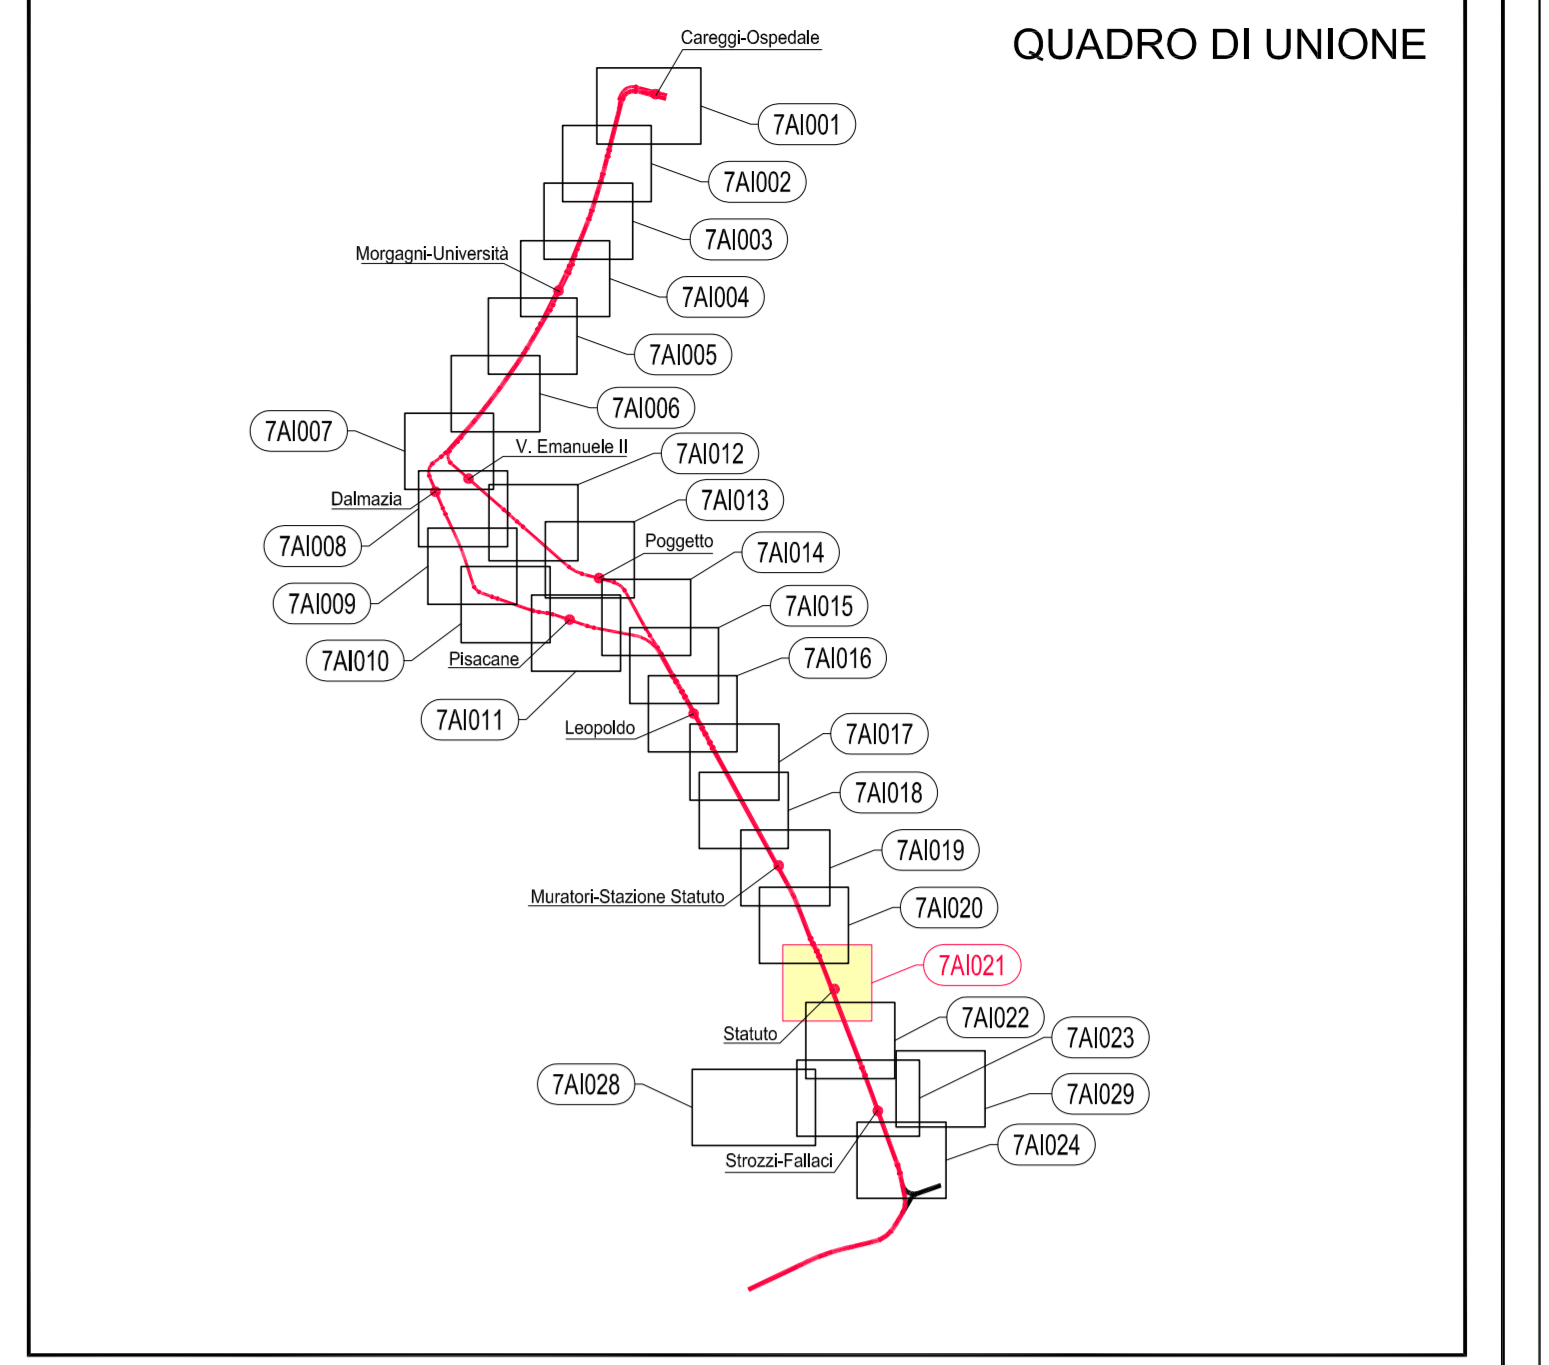 QUADRO DI UNIONE
Careggi-Ospedale
7AI001
7AI002
7AI003
Morgagni-Università
7AI004
7AI005
7AI006
7AI007
V. Emanuele II
7AI012
Dalmazia
7AI013
7AI008
Poggetto
7AI014
7AI009
7AI015
7AI010
Pisacane
7AI016
7AI011
Leopoldo
7AI017
7AI018
7AI019
Muratori-Stazione Statuto
7AI020
7AI021
7AI022
Statuto
7AI023
7AI028
7AI029
7AI024
Strozzi-Fallaci